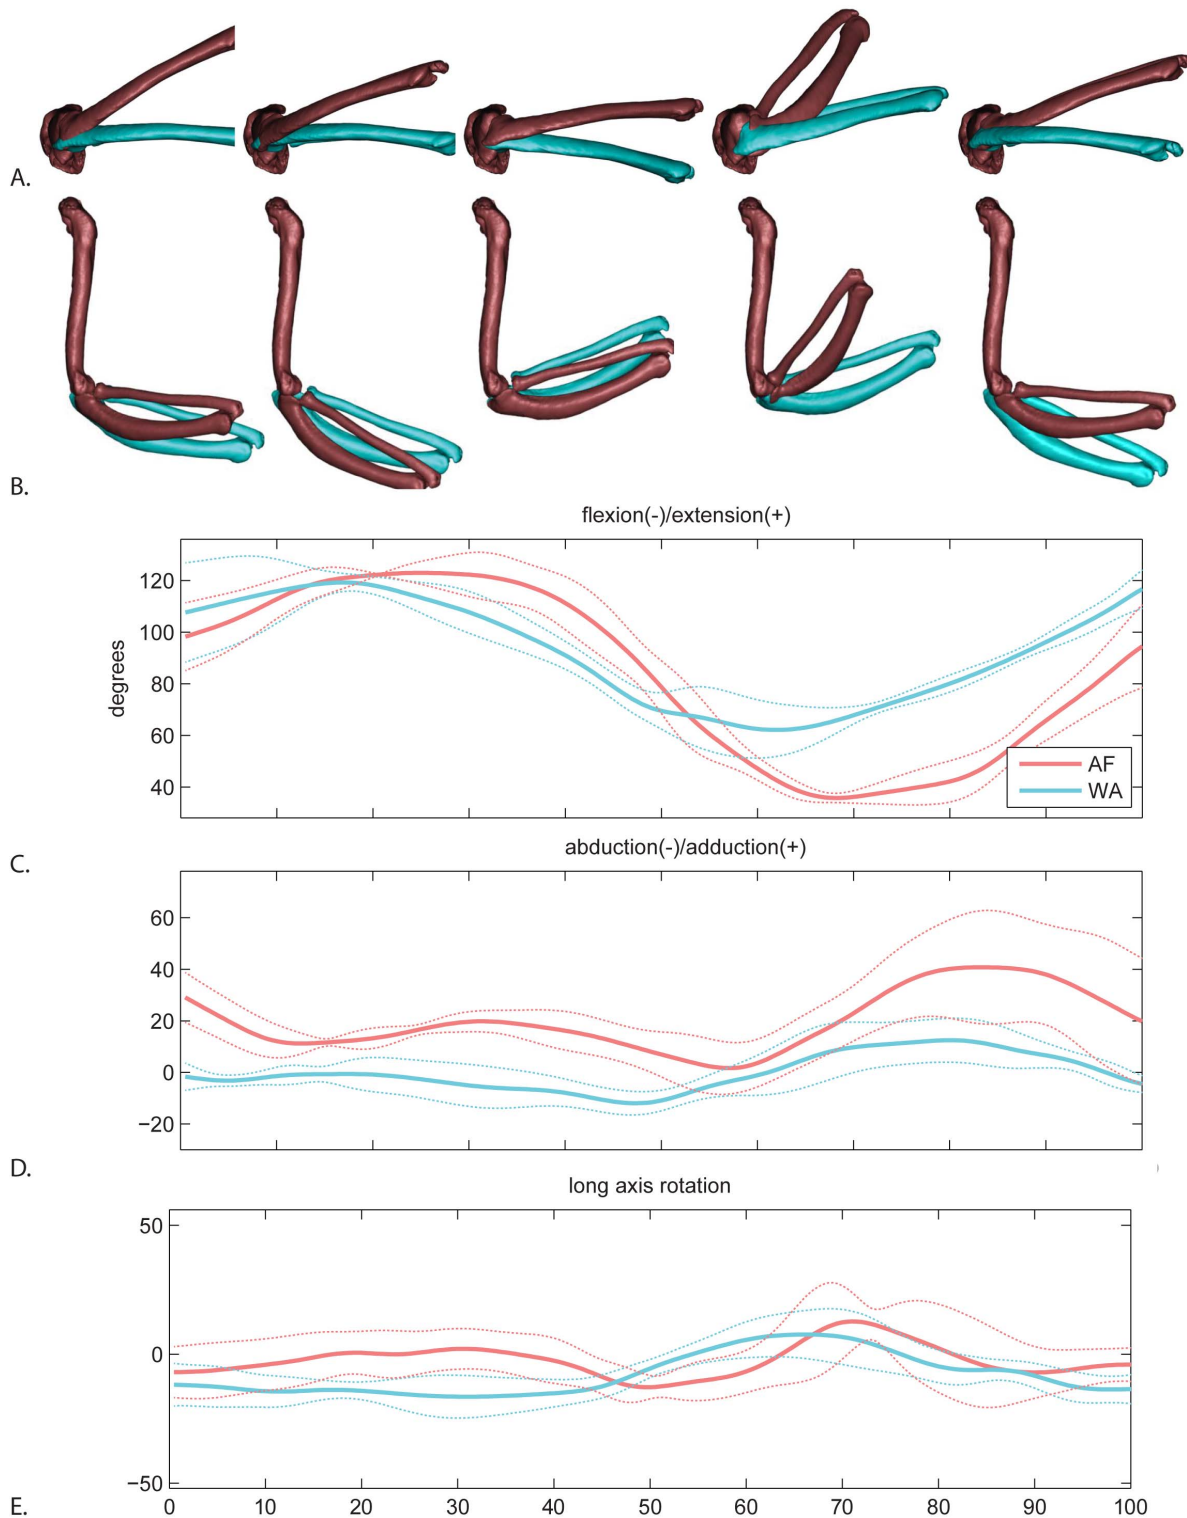 A.
B.
flexion(-)/extension(+)
120
100
80
60
40
degrees
AF
WA
C.
abduction(-)/adduction(+)
60
40
20
0
−20
D.
long axis rotation
50
0
−50
E.
0 10 20 30 40 50 60 70 80 90 100